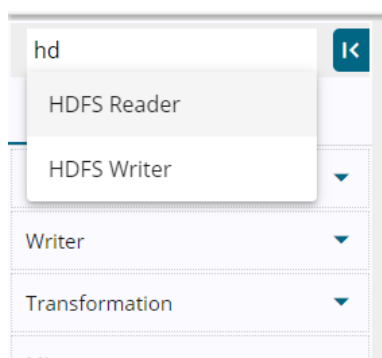 hd
HDFS Reader
HDFS Writer
Writer
Transformation